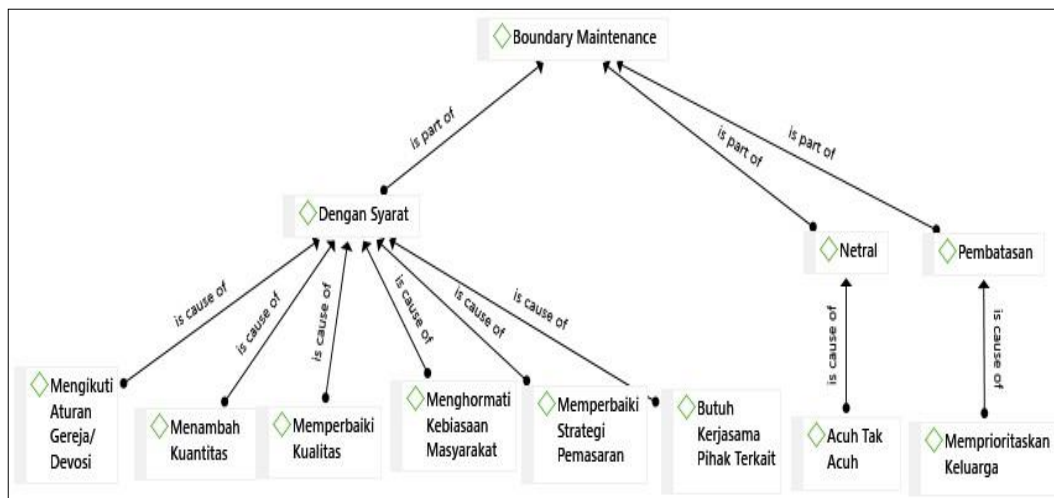 Boundary Maintenance
is part of
is part of
is part of
Dengan Syarat
Netral
Pembatasan
is cause of
is cause of
is cause of
is cause of
is cause of
is cause of
is cause of
is cause of
Mengikuti
Aturan
Gereja/
Devosi
Menambah
Kuantitas
Memperbaiki
Kualitas
Menghormati
Kebiasaan
Masyarakat
Memperbaiki
Strategi
Pemasaran
Butuh
Kerjasama
Pihak Terkait
Acuh Tak
Acuh
Memprioritaskan
Keluarga